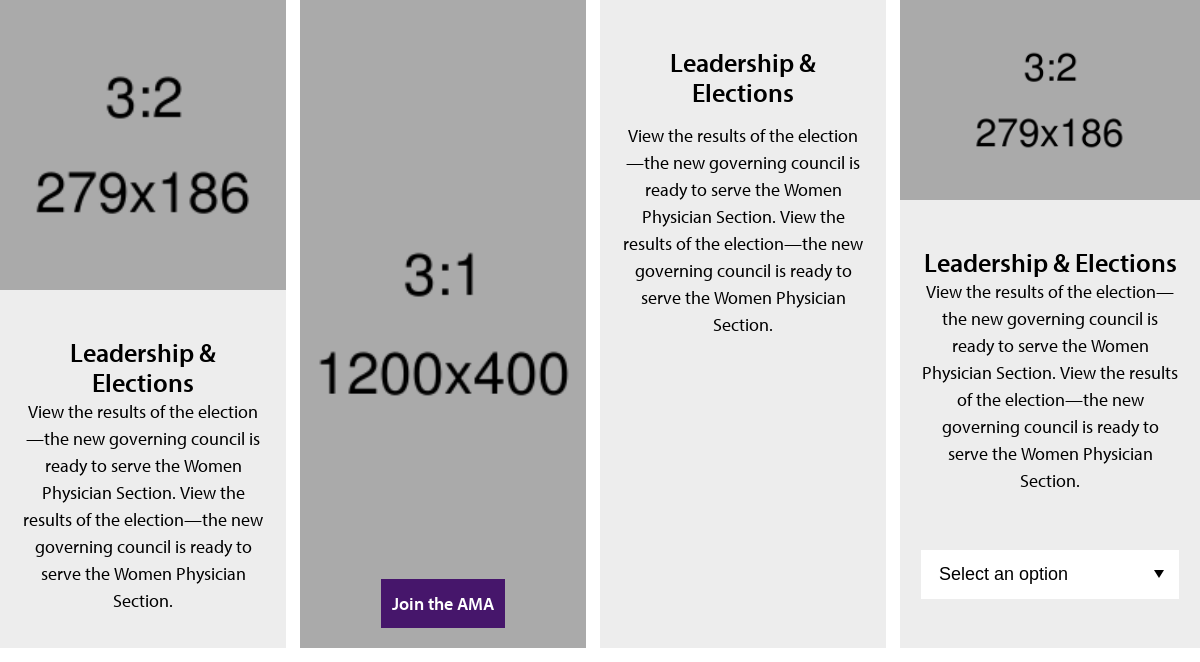 3:2
279x186
Leadership &
Elections
View the results of the election
—the new governing council is
ready to serve the Women
Physician Section. View the
results of the election—the new
governing council is ready to
serve the Women Physician
Section.
3:1
1200x400
Join the AMA
Leadership &
Elections
View the results of the election
—the new governing council is
ready to serve the Women
Physician Section. View the
results of the election—the new
governing council is ready to
serve the Women Physician
Section.
3:2
279x186
Leadership & Elections
View the results of the election—
the new governing council is
ready to serve the Women
Physician Section. View the results
of the election—the new
governing council is ready to
serve the Women Physician
Section.
Select an option